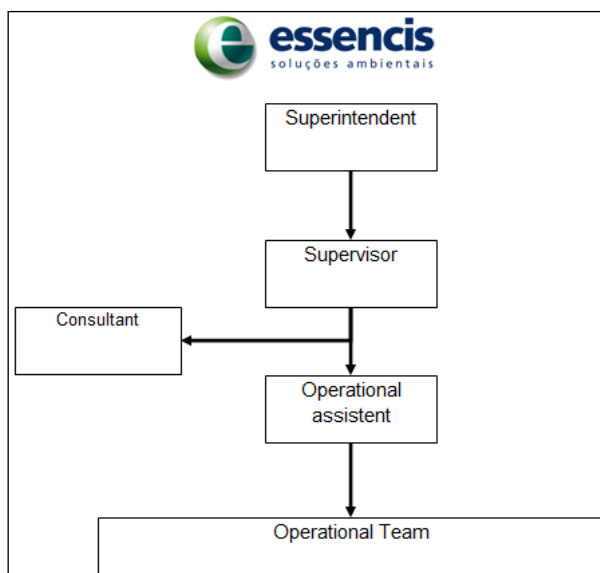 essencis
soluções ambientais
Superintendent
Supervisor
Consultant
Operational
assistent
Operational Team